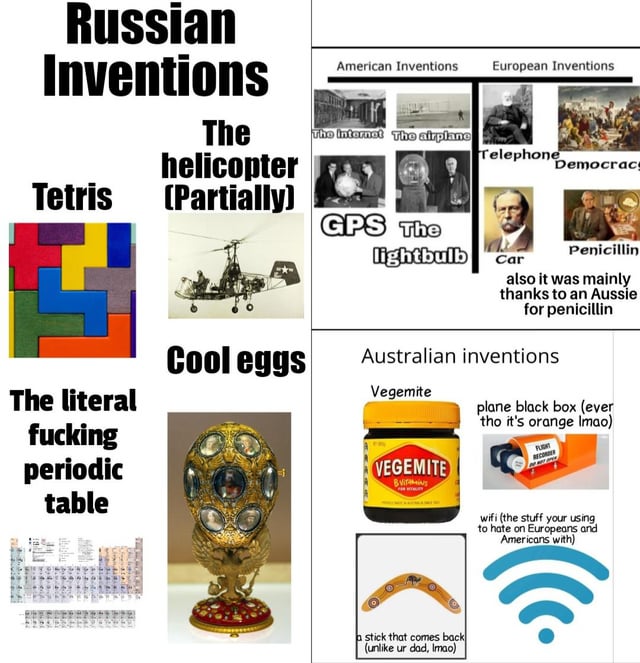 Russian
Inventions
The
helicopter
(Partially)
Tetris
Cool eggs
The literal
fucking
periodic
table
American Inventions
European Inventions
The Internet
The airplane
GPS
The
lightbulb
Telephone
Democrac
Car
Penicillin
also it was mainly
thanks to an Aussie
for penicillin
Australian inventions
Vegemite
VEGEMITE
B VITAMINS
FOR VITALITY
plane black box (ever
tho it's orange lmao)
FLIGHT
RECORDER
DO NOT OPEN
wifi (the stuff your using
to hate on Europeans and
Americans with)
a stick that comes back
(unlike ur dad, lmao)